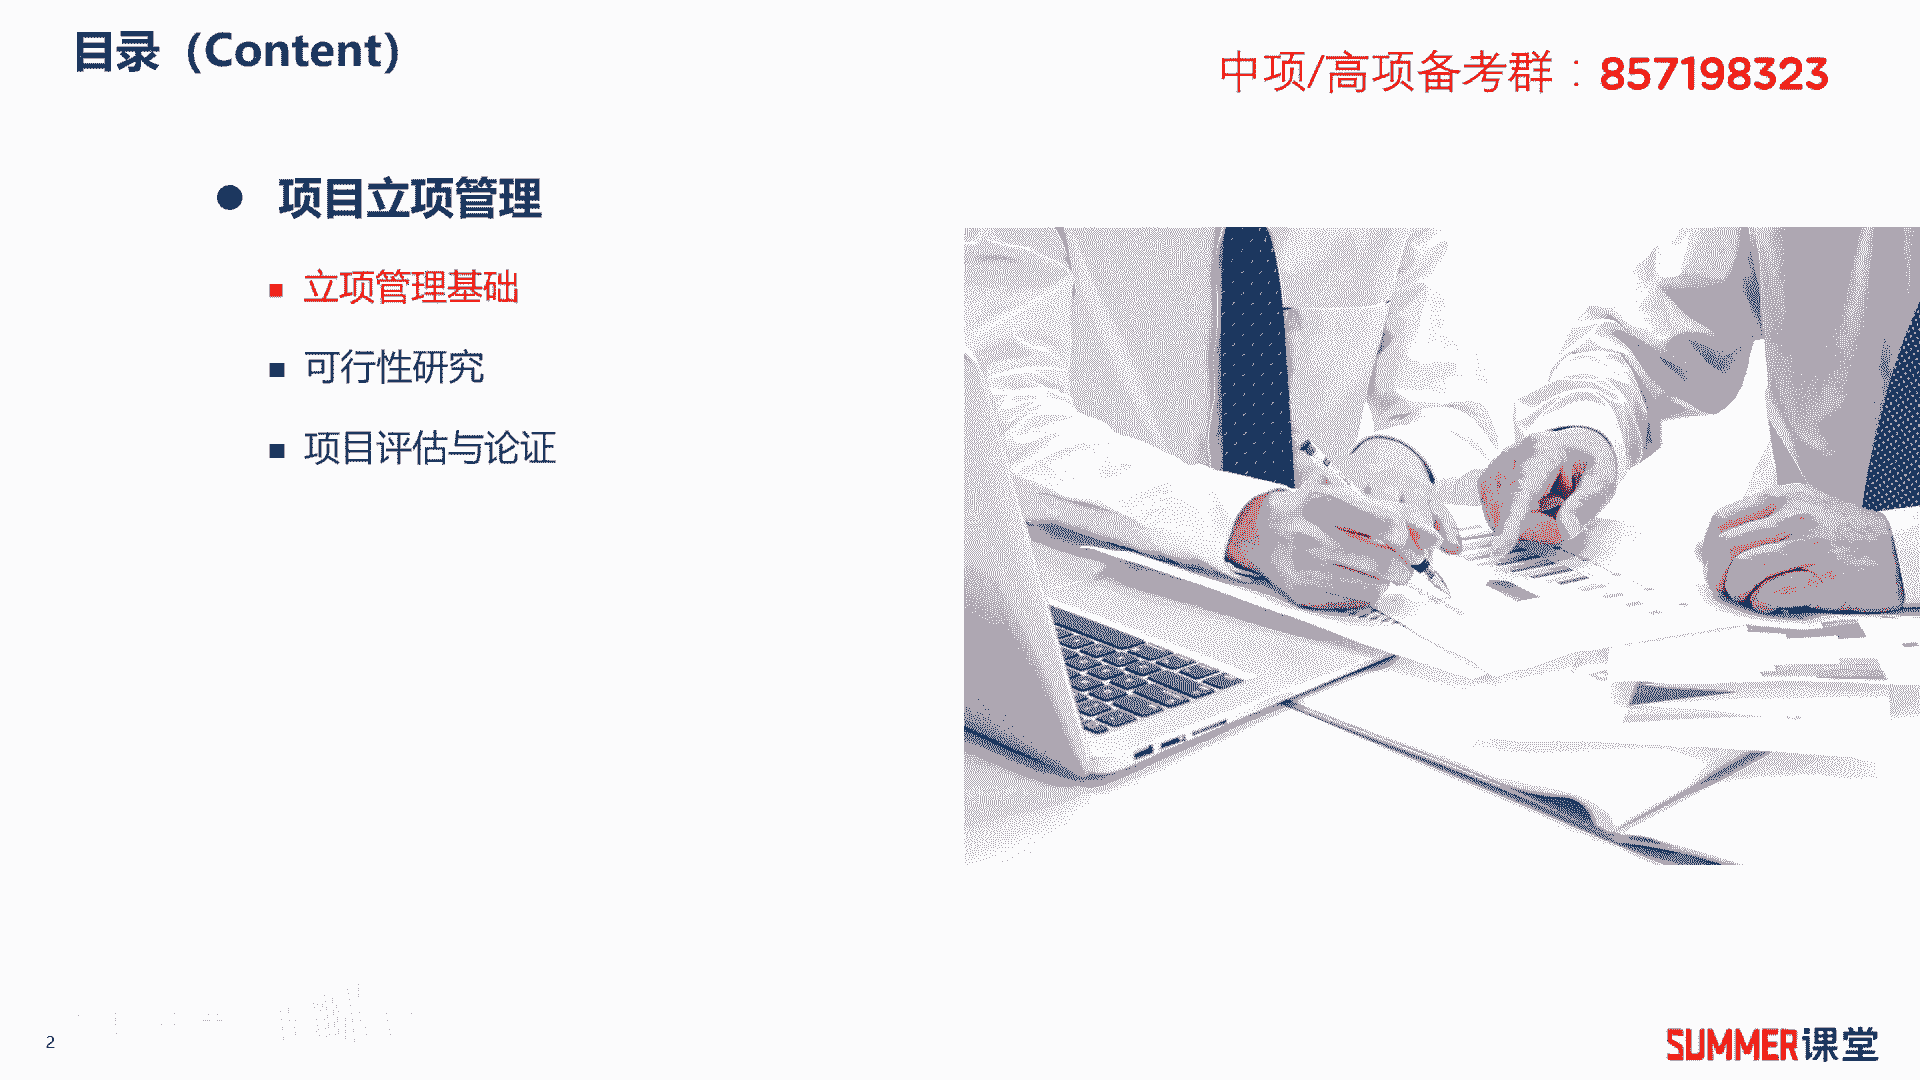 目录（Content）
中项/高项备考群：857198323
项目立项管理
立项管理基础
可行性研究
项目评估与论证
2
SUMMER课堂